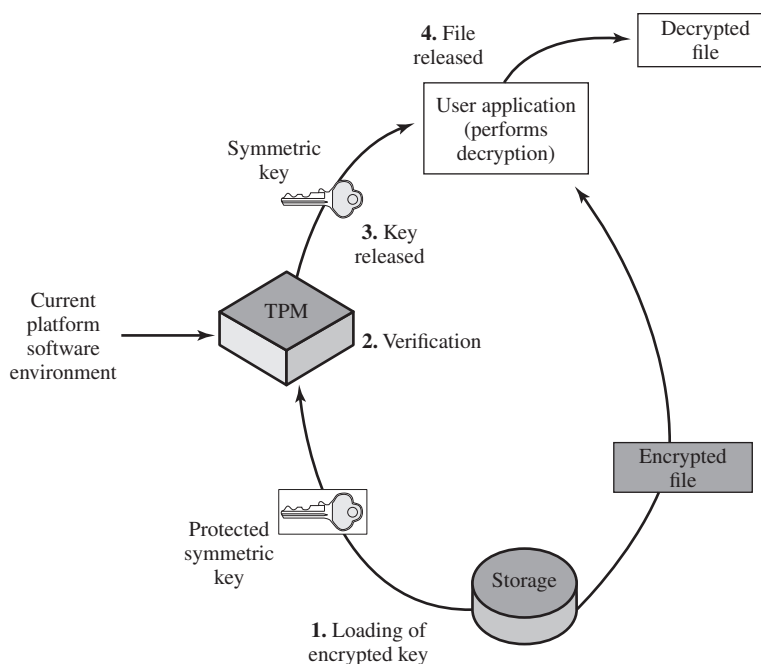 4. File
released
Decrypted
file
User application
(performs
decryption)
Symmetric
key
3. Key
released
Current
platform
software
environment
TPM
2. Verification
Encrypted
file
Protected
symmetric
key
Storage
1. Loading of
encrypted key